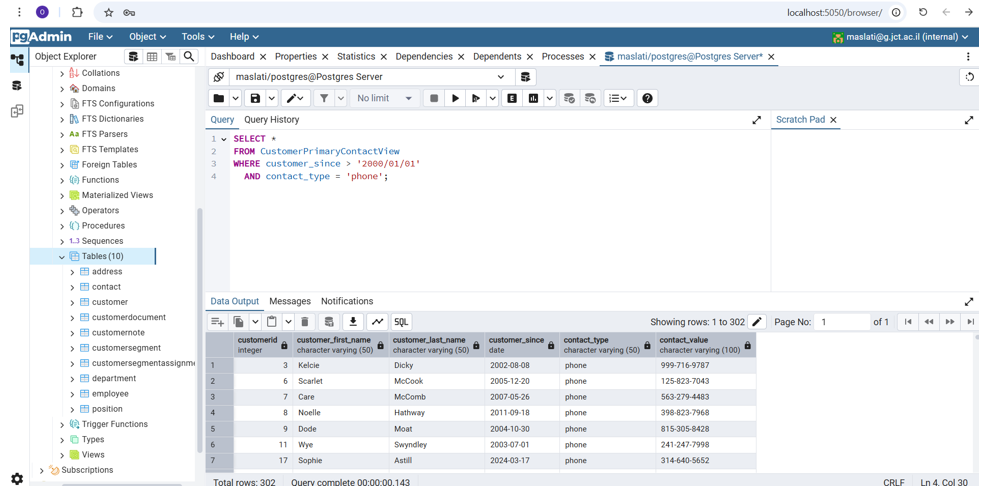 localhost:5050/browser/
pgAdmin File Object Tools Help maslati@g.jct.ac.il (internal)
Object Explorer
Dashboard Properties Statistics Dependencies Dependents Processes maslati/postgres@Postgres Server*
maslati/postgres@Postgres Server
No limit
Query Query History
Scratch Pad
1 SELECT *
2 FROM CustomerPrimaryContactView
3 WHERE customer_since > '2000/01/01'
4 AND contact_type = 'phone';
Collations
Domains
FTS Configurations
FTS Dictionaries
FTS Parsers
FTS Templates
Foreign Tables
Functions
Materialized Views
Operators
Procedures
Sequences
Tables (10)
address
contact
customer
customerdocument
customernote
customersegment
customersegmentassignme
department
employee
position
Trigger Functions
Types
Views
Subscriptions
Data Output Messages Notifications
SQL
Showing rows: 1 to 302 Page No: 1 of 1
customerid integer customer_first_name character varying (50) customer_last_name character varying (50) customer_since date contact_type character varying (50) contact_value character varying (100)
1 3 Kelcie Dicky 2002-08-08 phone 999-716-9787
2 6 Scarlet McCook 2005-12-20 phone 125-823-7043
3 7 Care McComb 2007-05-26 phone 563-279-4483
4 8 Noelle Hathway 2011-09-18 phone 398-823-7968
5 9 Dode Moat 2004-10-30 phone 815-305-8428
6 11 Wye Swyndley 2003-07-01 phone 241-247-7998
7 17 Sophie Astill 2024-03-17 phone 314-640-5652
Total rows: 302 Query complete 00:00:00.143 CRLF Ln 4, Col 30